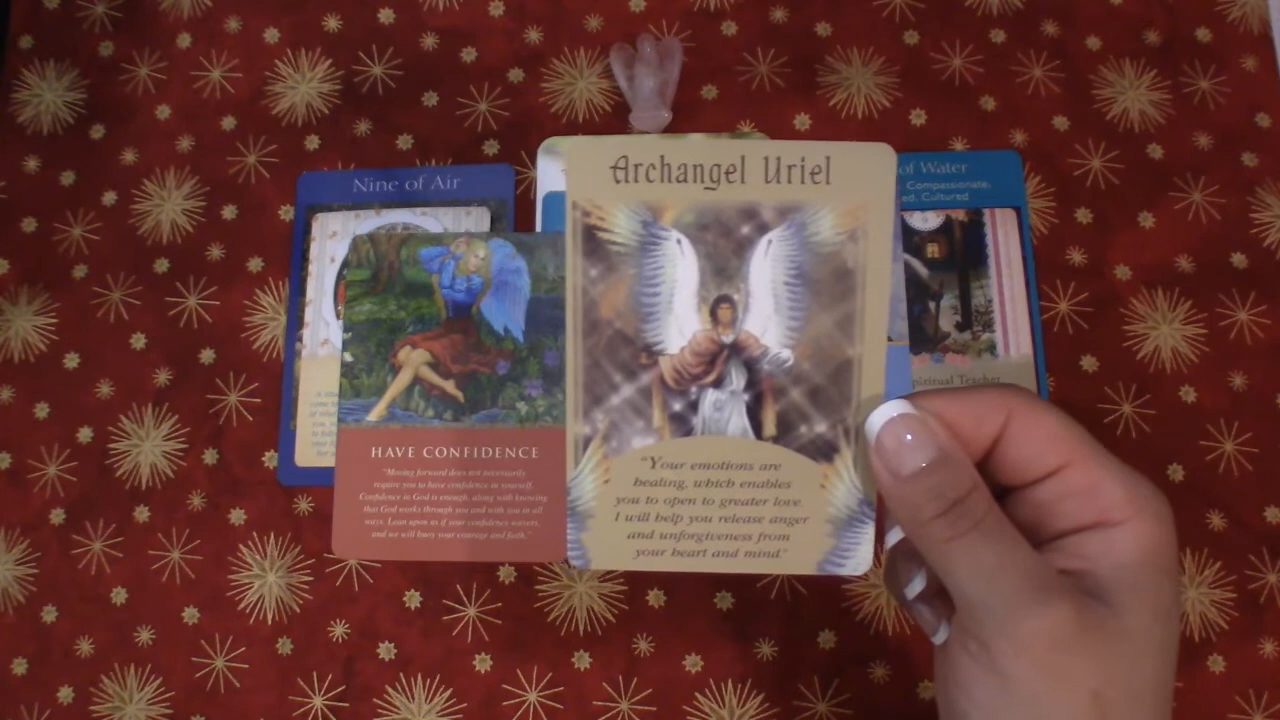 Nine of Air
HAVE CONFIDENCE
"Moving forward does not necessarily
require you to have confidence in yourself.
Confidence in God is enough, along with knowing
that God works through you and with you in all
ways. Lean upon us if your confidence wavers,
and we will buoy your courage and faith."
Archangel Uriel
"Your emotions are
healing, which enables
you to open to greater love.
I will help you release anger
and unforgiveness from
your heart and mind."
of Water
Compassionate,
ed, Cultured
piritual Teacher